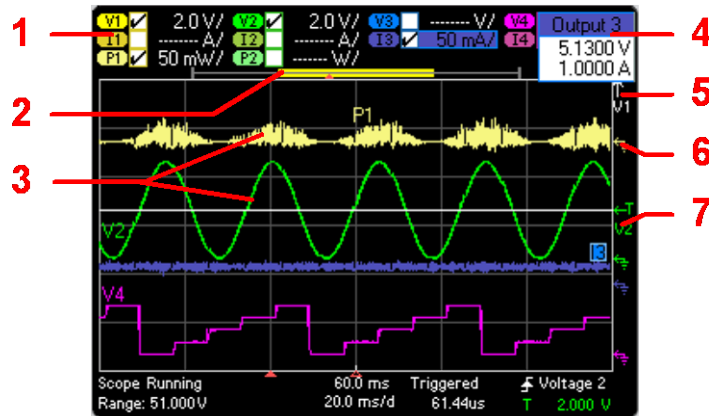 1
V1 2.0 V/ V2 2.0 V/ V3 ------- V/ V4 Output 3
I1 ------- A/ I2 ------- A/ I3 50 mA/ I4 5.1300 V
P1 50 mW/ P2 ------- W/ 1.0000 A
4
2
5
V1
P1
6
3
T
7
V2
V2
I3
V4
Scope Running 60.0 ms Triggered Voltage 2
Range: 51.000V 20.0 ms/d 61.44us T 2.000 V